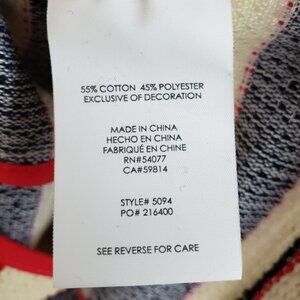 55% COTTON 45% POLYESTER
EXCLUSIVE OF DECORATION
MADE IN CHINA
HECHO EN CHINA
FABRIQUÉ EN CHINE
RN#54077
CA#59814
STYLE# 5094
PO# 216400
SEE REVERSE FOR CARE